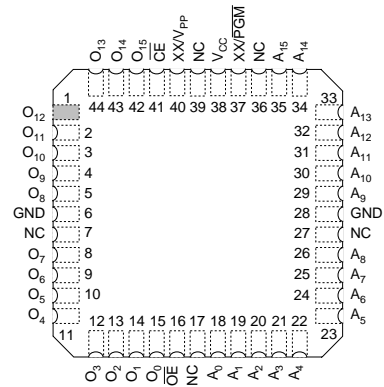 O13 O14 O15 C̅E̅ XX/VPP NC VCC XX/P̅G̅M̅ NC A15 A14
44 43 42 41 40 39 38 37 36 35 34
O12 1 33 A13
O11 2 32 A12
O10 3 31 A11
O9 4 30 A10
O8 5 29 A9
GND 6 28 GND
NC 7 27 NC
O7 8 26 A8
O6 9 25 A7
O5 10 24 A6
O4 11 23 A5
12 13 14 15 16 17 18 19 20 21 22
O3 O2 O1 O0 O̅E̅ NC A0 A1 A2 A3 A4